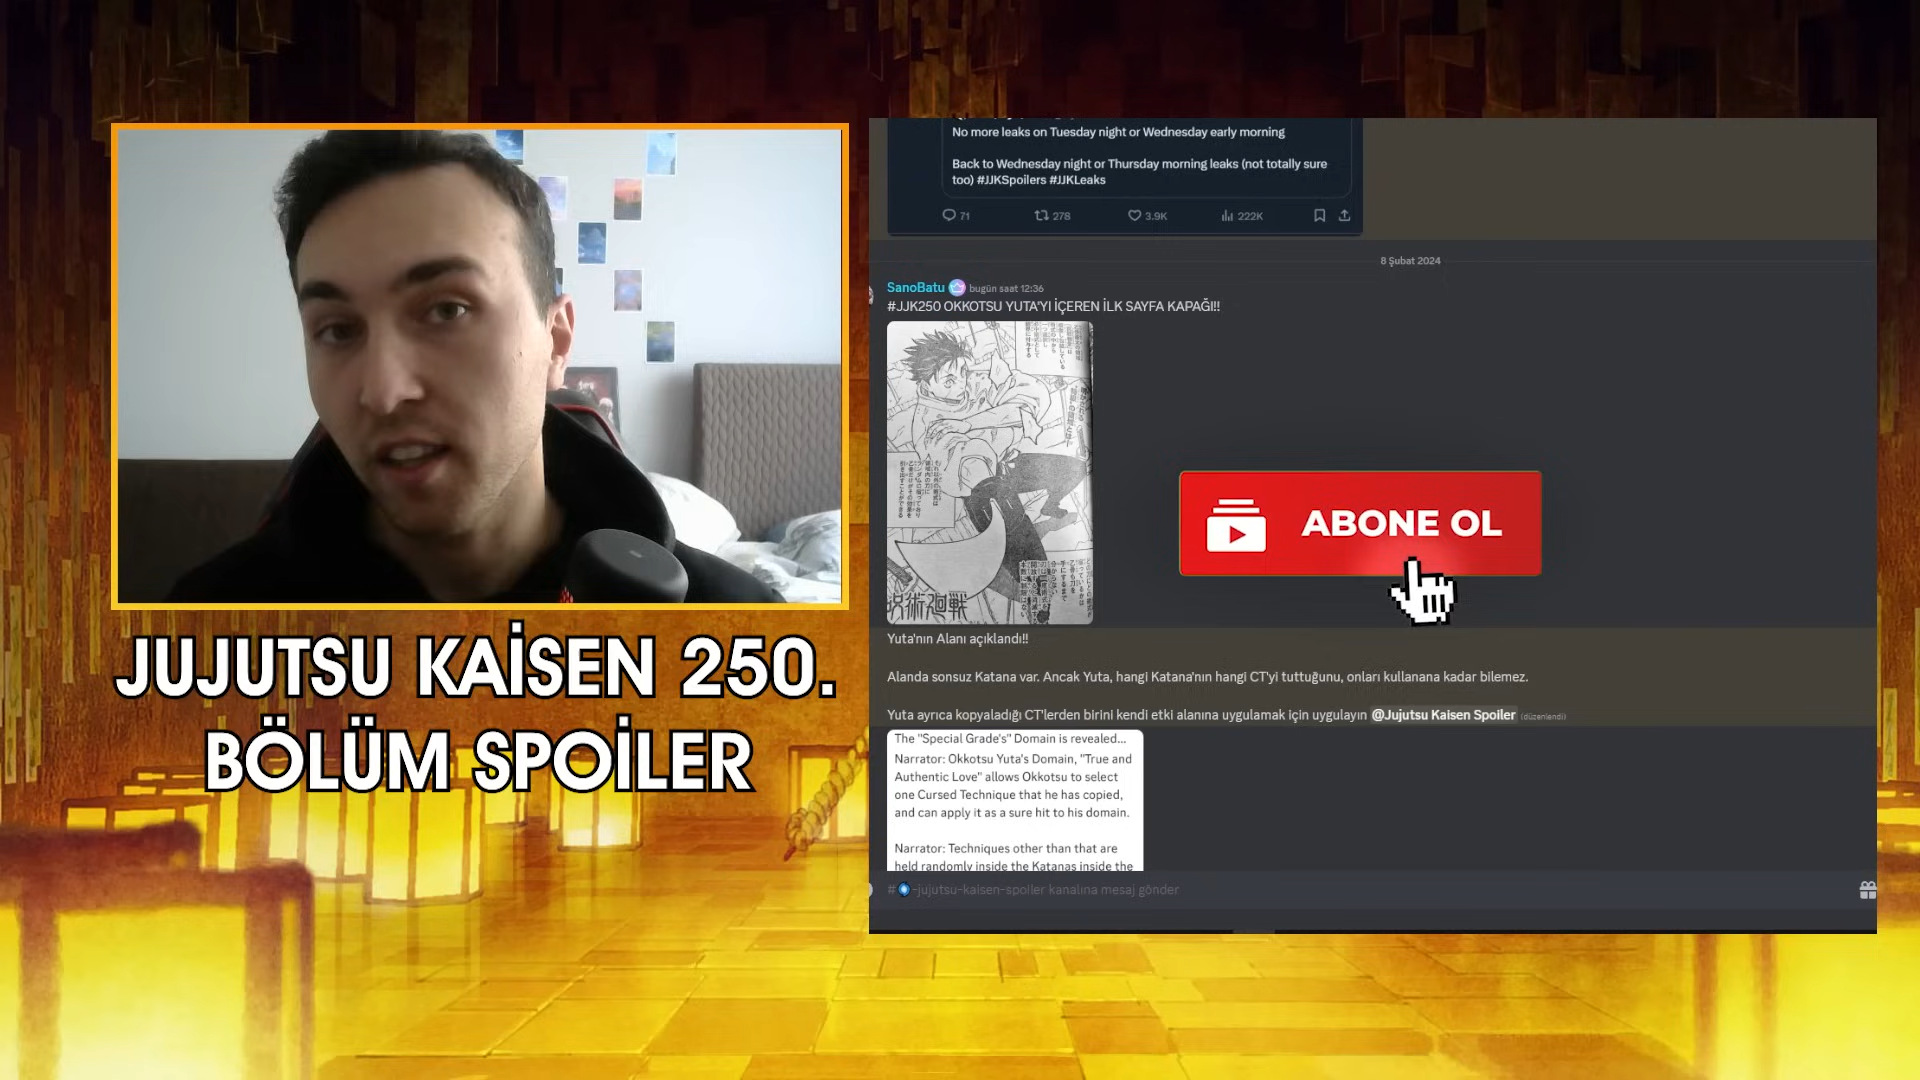 No more leaks on Tuesday night or Wednesday early morning
Back to Wednesday night or Thursday morning leaks (not totally sure
too) #JJKSpoilers #JJKLeaks
71 278 3.9K 222K
8 Şubat 2024
SanoBatu bugün saat 12:36
#JJK250 OKKOTSU YUTA'YI İÇEREN İLK SAYFA KAPAĞI!!
呪術廻戦
ABONE OL
Yuta'nın Alanı açıklandı!!
Alanda sonsuz Katana var. Ancak Yuta, hangi Katana'nın hangi CT'yi tuttuğunu, onları kullanana kadar bilemez.
Yuta ayrıca kopyaladığı CT'lerden birini kendi etki alanına uygulamak için uygulayın @Jujutsu Kaisen Spoiler (düzenlendi)
The "Special Grade's" Domain is revealed...
Narrator: Okkotsu Yuta's Domain, "True and
Authentic Love" allows Okkotsu to select
one Cursed Technique that he has copied,
and can apply it as a sure hit to his domain.
Narrator: Techniques other than that are
held randomly inside the Katanas inside the
#-jujutsu-kaisen-spoiler kanalına mesaj gönder
JUJUTSU KAİSEN 250.
BÖLÜM SPOİLER